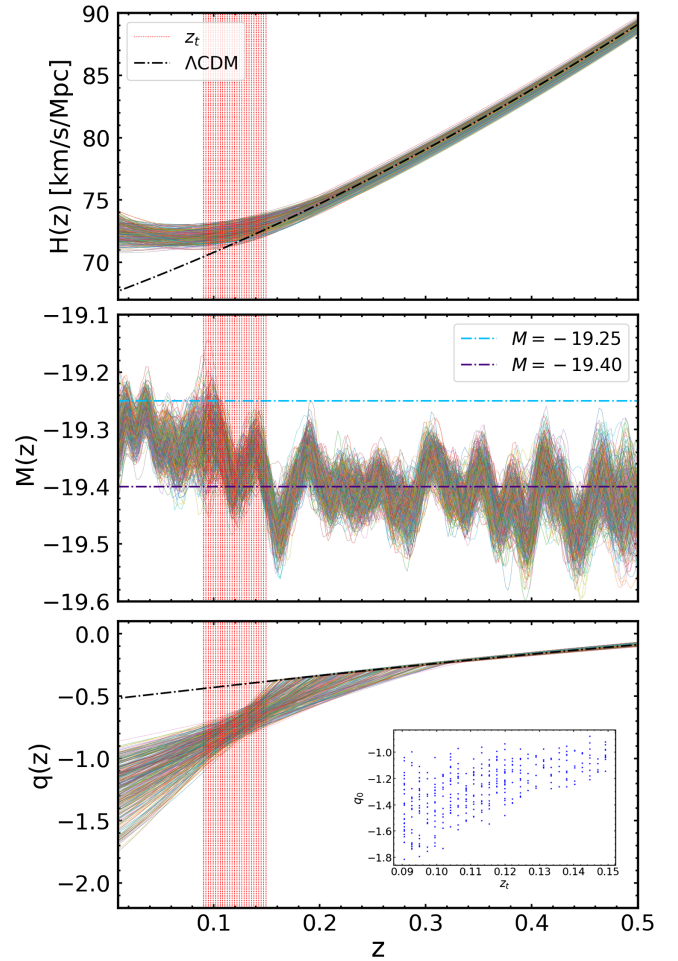 90
85
80
75
70
H(z) [km/s/Mpc]
z_t
ΛCDM
−19.1
−19.2
−19.3
−19.4
−19.5
−19.6
M(z)
M = − 19.25
M = − 19.40
0.0
−0.5
−1.0
−1.5
−2.0
q(z)
−1.0
−1.2
−1.4
−1.6
−1.8
q_0
0.09 0.10 0.11 0.12 0.13 0.14 0.15
z_t
0.1 0.2 0.3 0.4 0.5
z